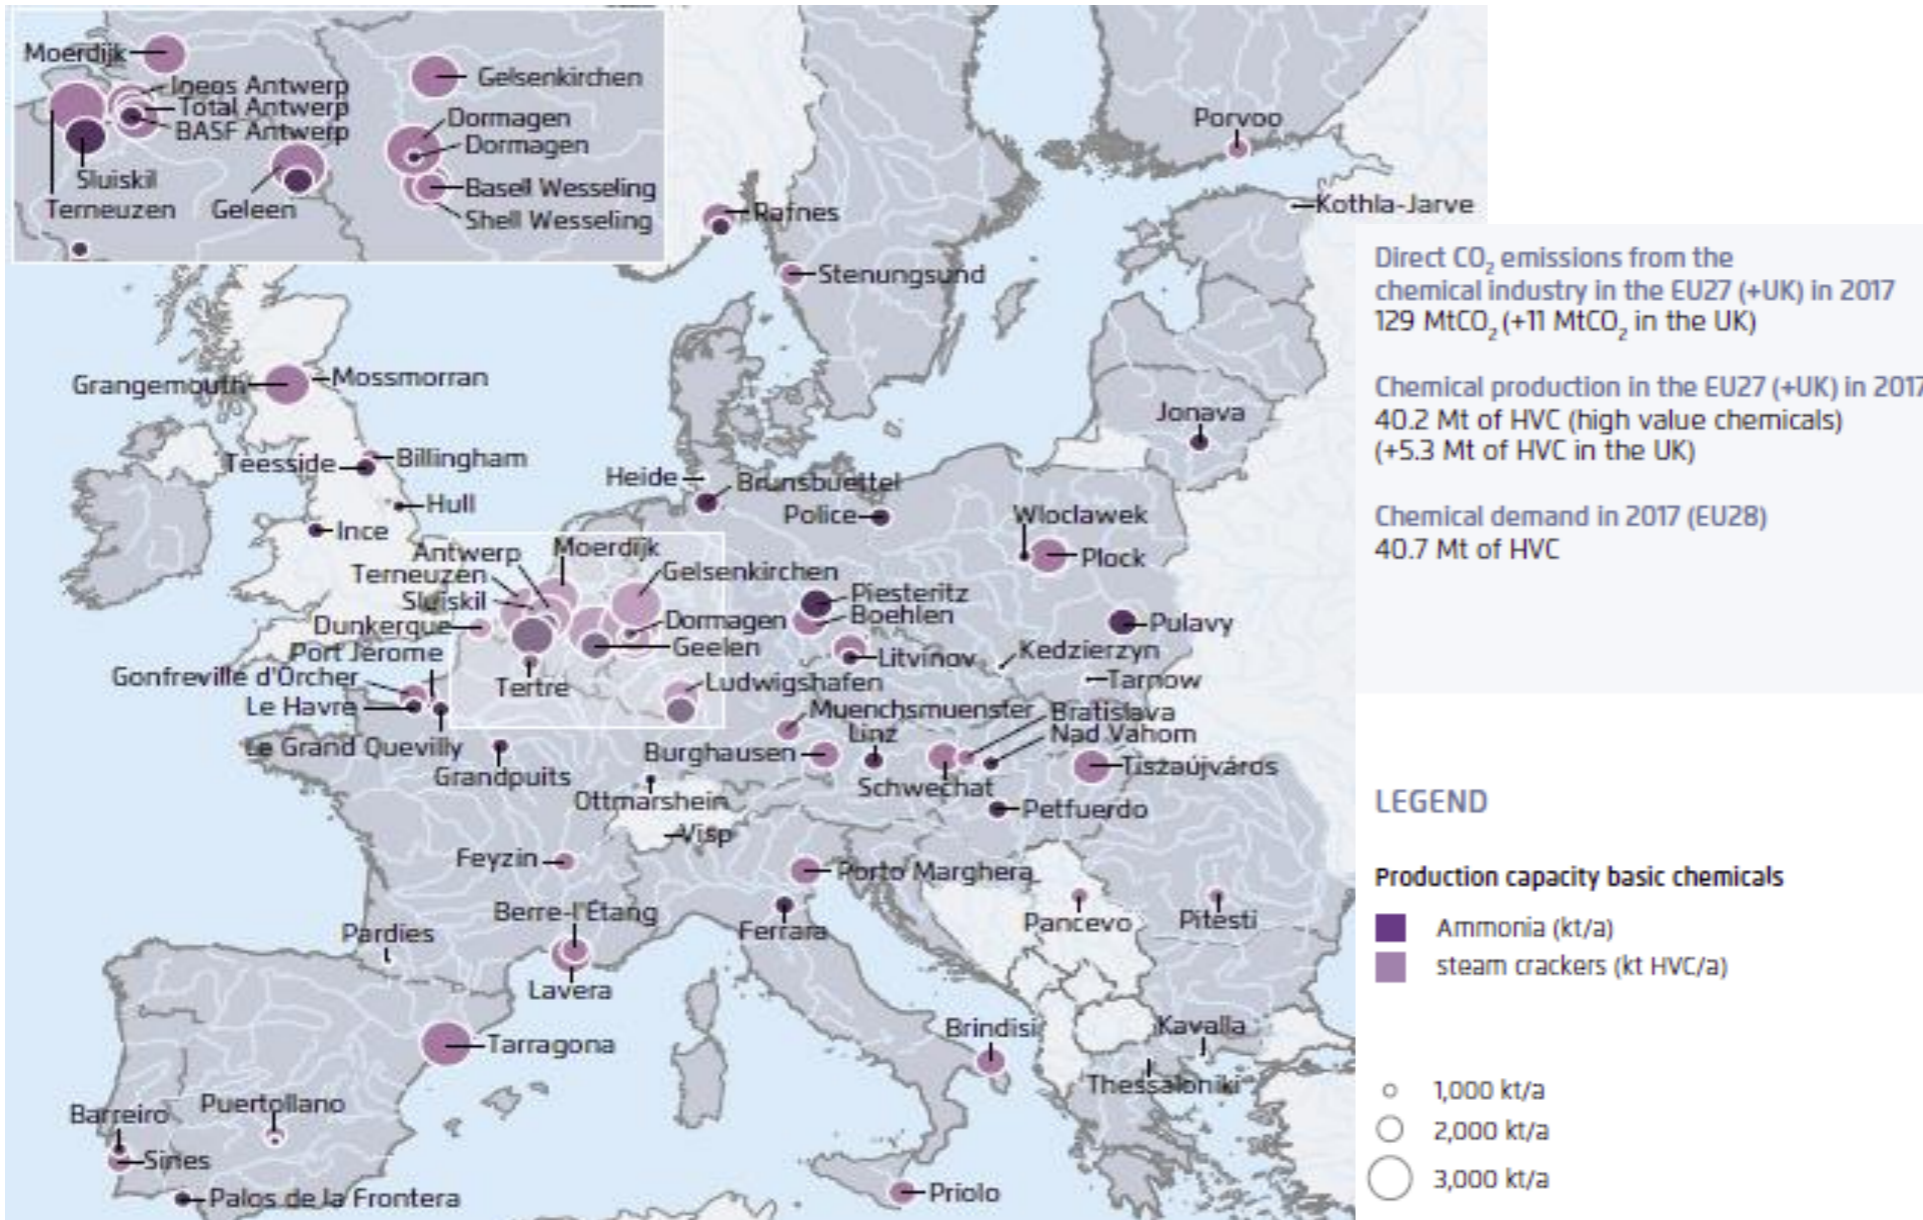 Moerdijk
Ineos Antwerp
Total Antwerp
BASF Antwerp
Sluiskil
Terneuzen
Geleen
Gelsenkirchen
Dormagen
Dormagen
Basell Wesseling
Shell Wesseling
Porvoo
Kothla-Jarve
Rafnes
Stenungsund
Grangemouth
Mossmorran
Jonava
Teesside
Billingham
Hull
Ince
Heide
Brunsbuettel
Police
Wloclawek
Plock
Antwerp
Moerdijk
Terneuzen
Gelsenkirchen
Sluiskil
Piesteritz
Boehlen
Dunkerque
Dormagen
Pulavy
Port Jerome
Geelen
Litvinov
Kedzierzyn
Gonfreville d'Orcher
Tertre
Ludwigshafen
Tarnow
Le Havre
Muenchsmuenster
Bratislava
Le Grand Quevilly
Burghausen
Linz
Nad Vahom
Grandpuits
Schwechat
Tiszaújváros
Ottmarshein
Petfuerdo
Visp
Feyzin
Porto Marghera
Berre-l'Étang
Ferrara
Pancevo
Pitesti
Pardies
Lavera
Tarragona
Brindisi
Kavalla
Thessaloniki
Barreiro
Puertollano
Sines
Palos de la Frontera
Priolo
Direct CO₂ emissions from the
chemical industry in the EU27 (+UK) in 2017
129 MtCO₂ (+11 MtCO₂ in the UK)
Chemical production in the EU27 (+UK) in 2017
40.2 Mt of HVC (high value chemicals)
(+5.3 Mt of HVC in the UK)
Chemical demand in 2017 (EU28)
40.7 Mt of HVC
LEGEND
Production capacity basic chemicals
Ammonia (kt/a)
steam crackers (kt HVC/a)
1,000 kt/a
2,000 kt/a
3,000 kt/a